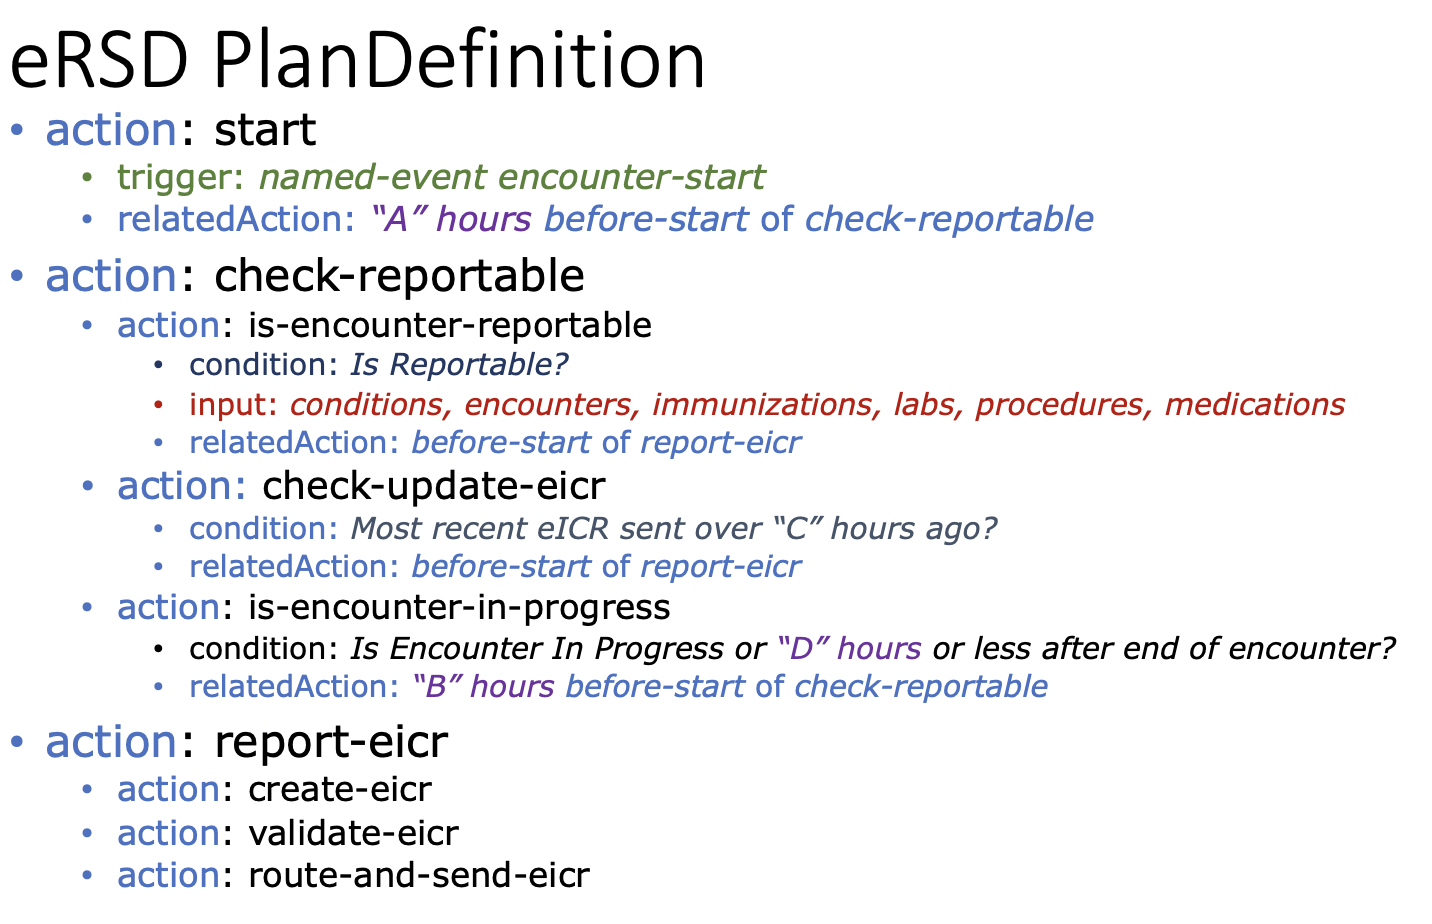 eRSD PlanDefinition
• action: start
• trigger: named-event encounter-start
• relatedAction: “A” hours before-start of check-reportable
• action: check-reportable
• action: is-encounter-reportable
• condition: Is Reportable?
• input: conditions, encounters, immunizations, labs, procedures, medications
• relatedAction: before-start of report-eicr
• action: check-update-eicr
• condition: Most recent eICR sent over “C” hours ago?
• relatedAction: before-start of report-eicr
• action: is-encounter-in-progress
• condition: Is Encounter In Progress or “D” hours or less after end of encounter?
• relatedAction: “B” hours before-start of check-reportable
• action: report-eicr
• action: create-eicr
• action: validate-eicr
• action: route-and-send-eicr